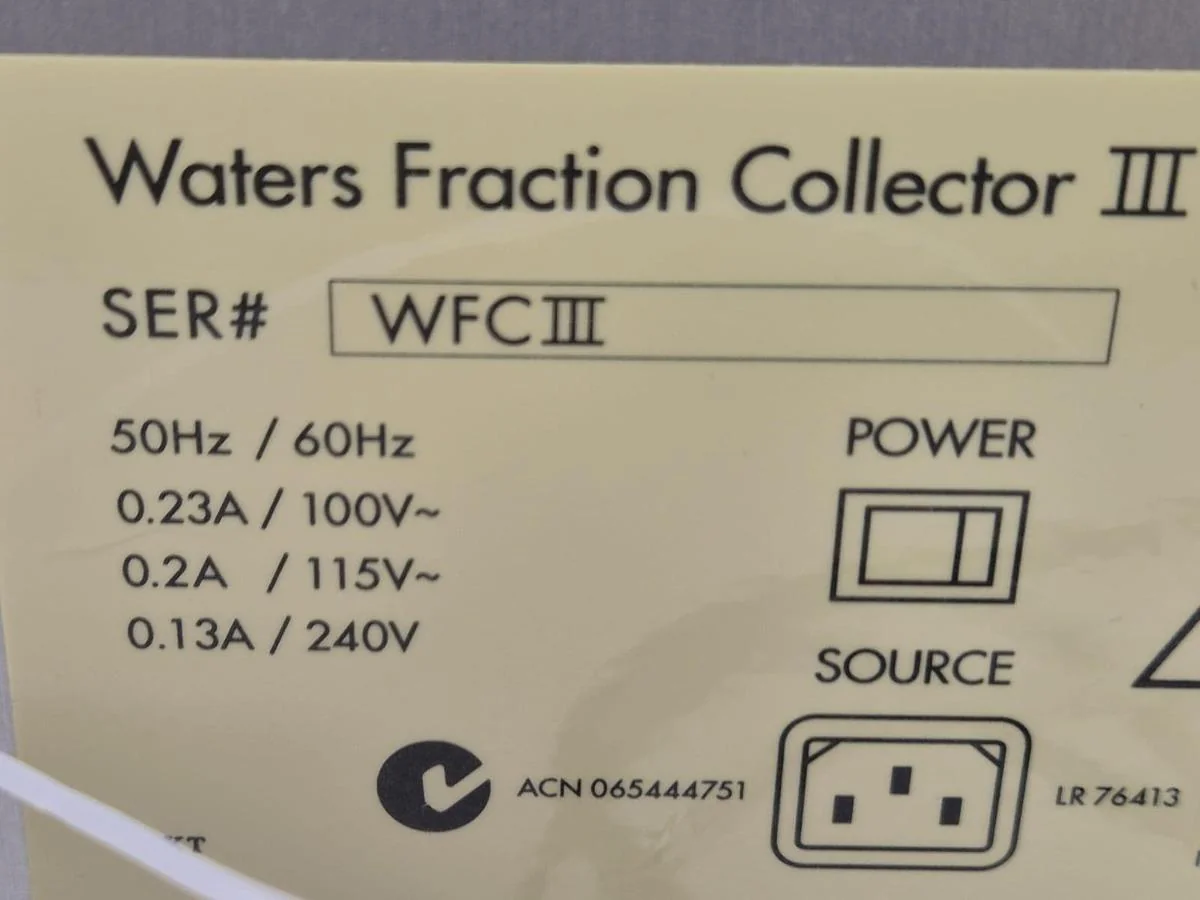 Waters Fraction Collector III
SER# WFC III
50Hz / 60Hz
0.23A / 100V~
0.2A / 115V~
0.13A / 240V
POWER
SOURCE
ACN 065444751
LR 76413